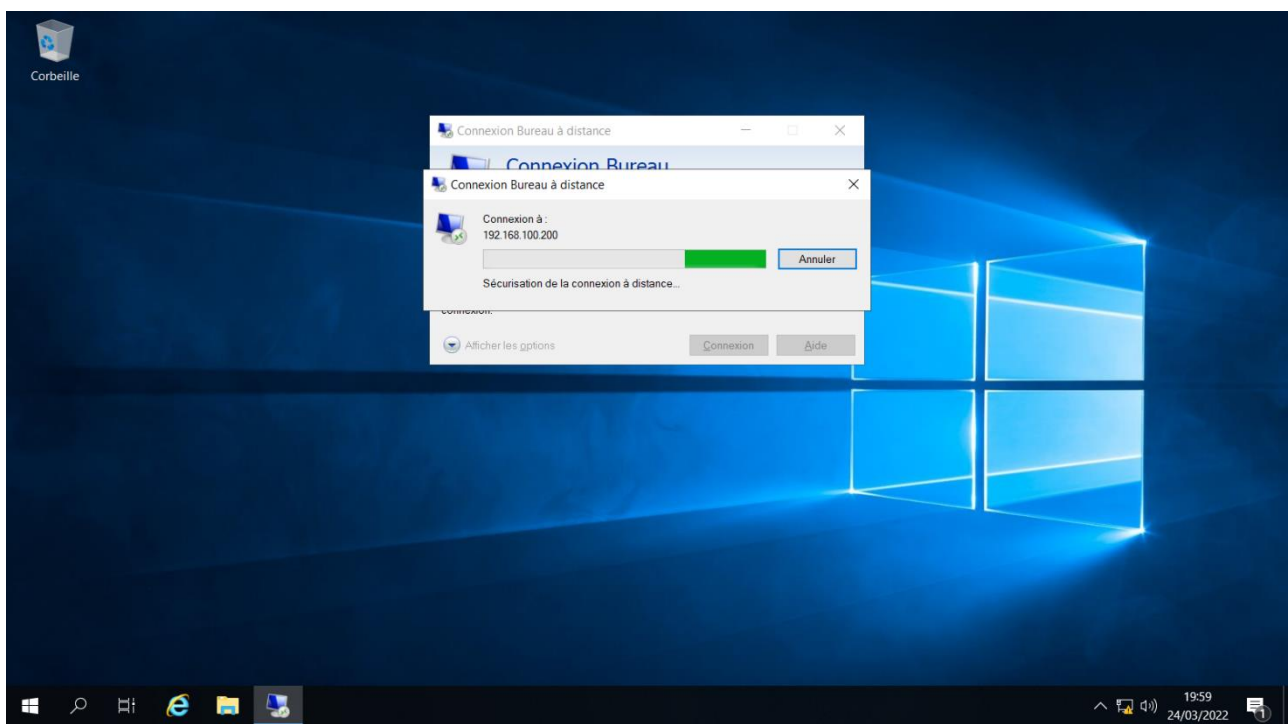 Corbeille
Connexion Bureau à distance
Connexion Bureau
Connexion Bureau à distance
Connexion à :
192.168.100.200
Annuler
Sécurisation de la connexion à distance...
connexion.
Afficher les options
Connexion
Aide
19:59
24/03/2022
1